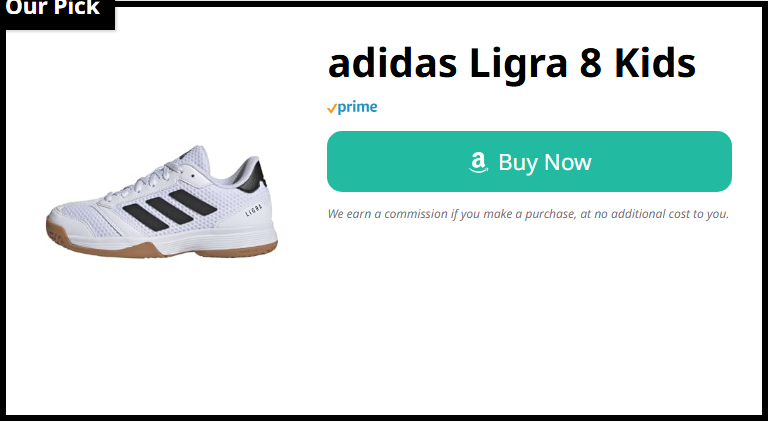 Our Pick
adidas Ligra 8 Kids
prime
Buy Now
We earn a commission if you make a purchase, at no additional cost to you.
LIGRA